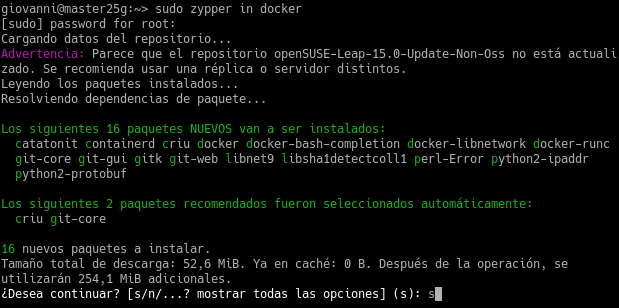 giovanni@master25g:~> sudo zypper in docker
[sudo] password for root:
Cargando datos del repositorio...
Advertencia: Parece que el repositorio openSUSE-Leap-15.0-Update-Non-Oss no está actuali
zado. Se recomienda usar una réplica o servidor distintos.
Leyendo los paquetes instalados...
Resolviendo dependencias de paquete...
Los siguientes 16 paquetes NUEVOS van a ser instalados:
catatonit containerd criu docker docker-bash-completion docker-libnetwork docker-runc
git-core git-gui gitk git-web libnet9 libsha1detectcoll1 perl-Error python2-ipaddr
python2-protobuf
Los siguientes 2 paquetes recomendados fueron seleccionados automáticamente:
criu git-core
16 nuevos paquetes a instalar.
Tamaño total de descarga: 52,6 MiB. Ya en caché: 0 B. Después de la operación, se
utilizarán 254,1 MiB adicionales.
¿Desea continuar? [s/n/...? mostrar todas las opciones] (s): s